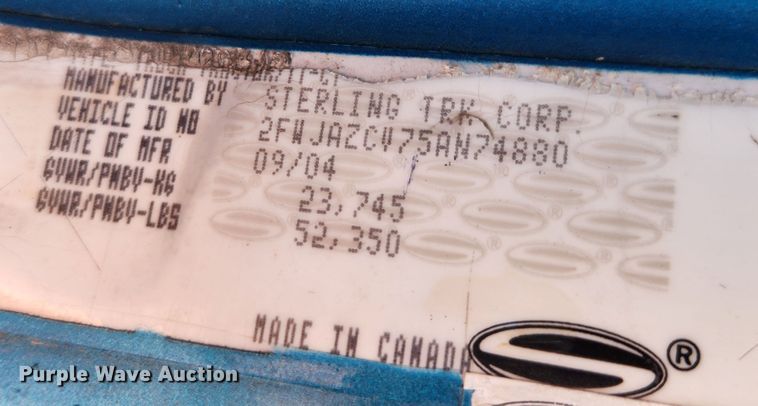 MANUFACTURED BY STERLING TRK CORP.
VEHICLE ID NO 2FWJAZCV75AN74880
DATE OF MFR 09/04
GVWR/PNBV-KG 23,745
GVWR/PNBV-LBS 52,350
MADE IN CANADA
®
Purple Wave Auction